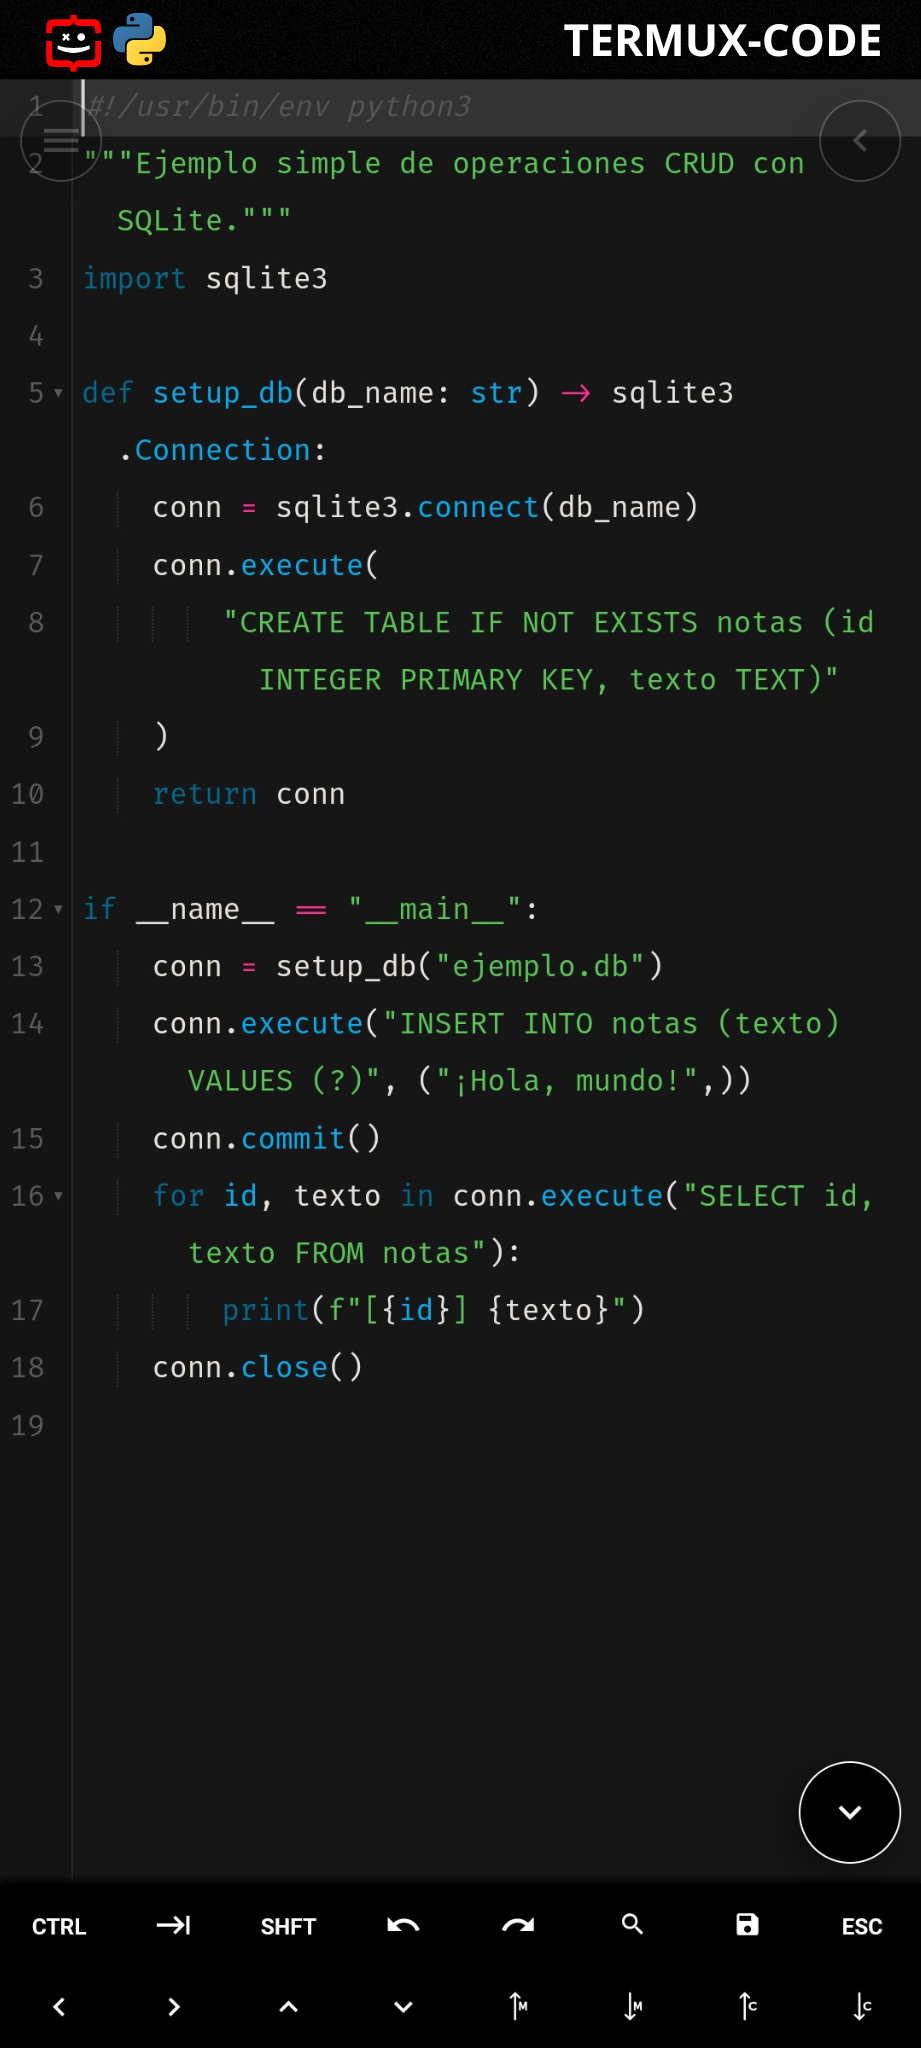 TERMUX-CODE
1 #!/usr/bin/env python3
2 """Ejemplo simple de operaciones CRUD con
SQLite."""
3 import sqlite3
4
5 def setup_db(db_name: str) -> sqlite3
.Connection:
6 conn = sqlite3.connect(db_name)
7 conn.execute(
8 "CREATE TABLE IF NOT EXISTS notas (id
INTEGER PRIMARY KEY, texto TEXT)"
9 )
10 return conn
11
12 if __name__ == "__main__":
13 conn = setup_db("ejemplo.db")
14 conn.execute("INSERT INTO notas (texto)
VALUES (?)", ("¡Hola, mundo!",))
15 conn.commit()
16 for id, texto in conn.execute("SELECT id,
texto FROM notas"):
17 print(f"[{id}] {texto}")
18 conn.close()
19
CTRL SHFT ESC
M M C C